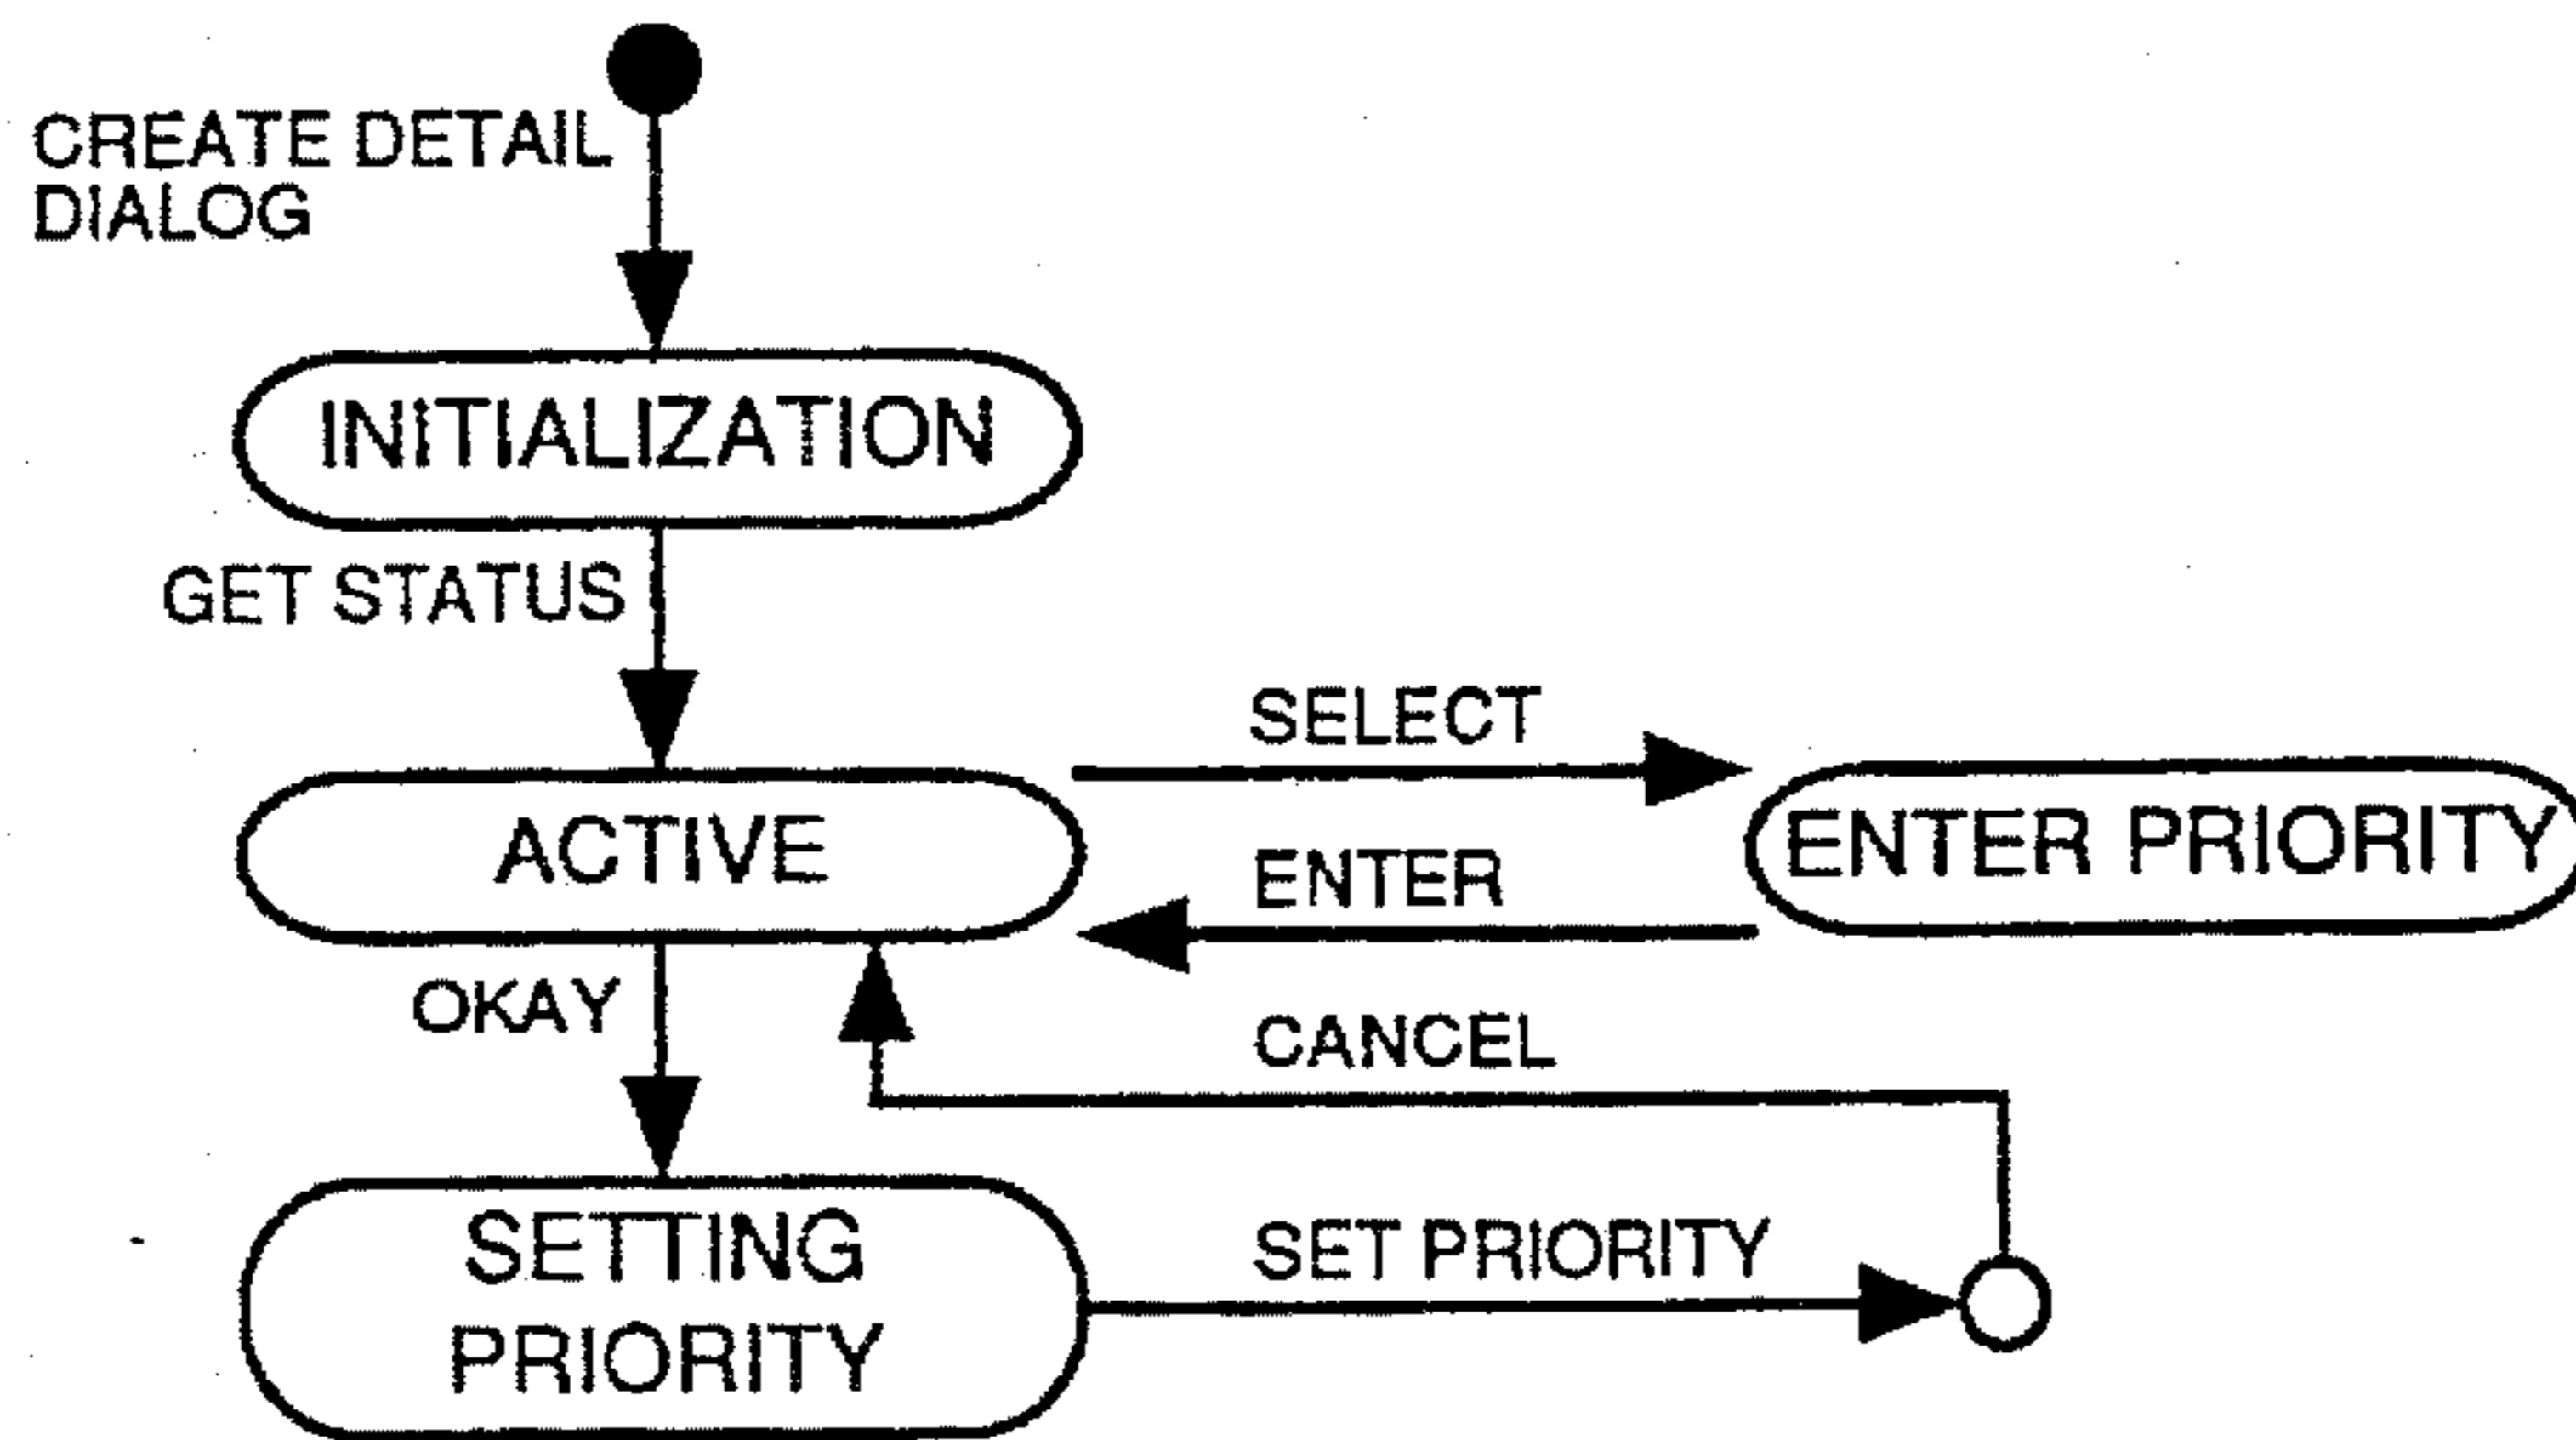 CREATE DETAIL
DIALOG
INITIALIZATION
GET STATUS
SELECT
ACTIVE
ENTER PRIORITY
ENTER
OKAY
CANCEL
SETTING
PRIORITY
SET PRIORITY